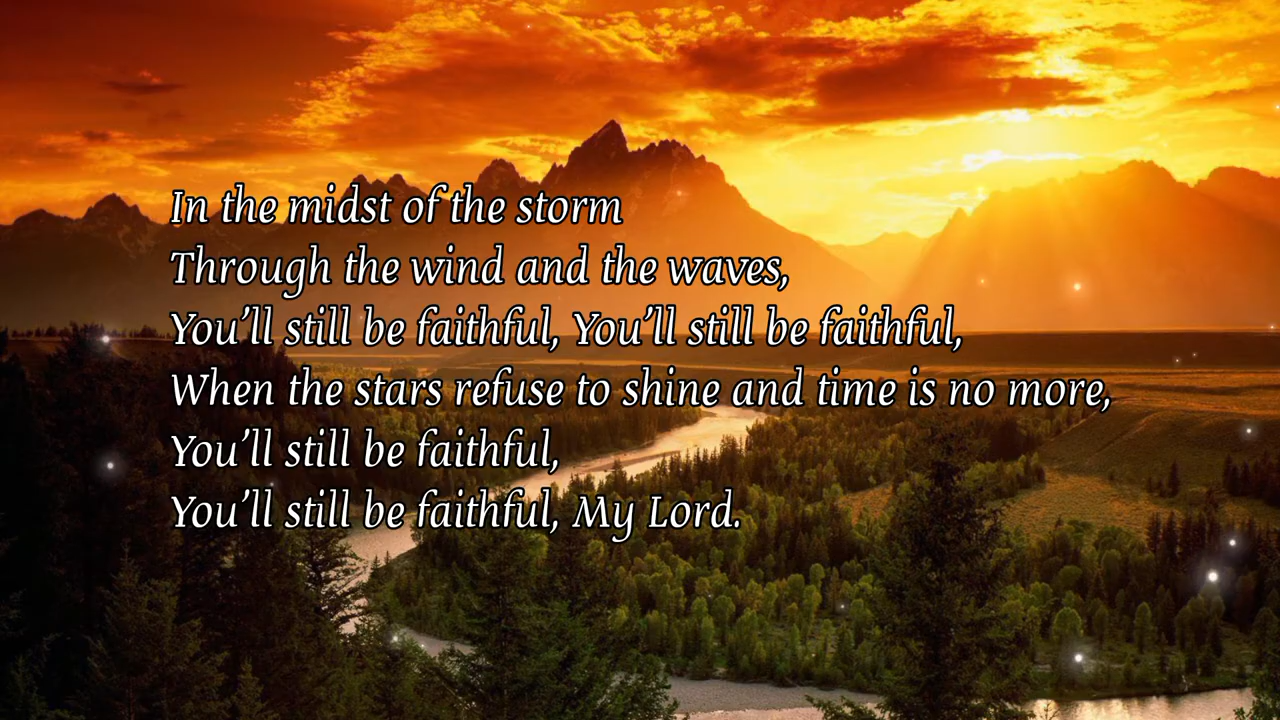 In the midst of the storm
Through the wind and the waves,
You’ll still be faithful, You’ll still be faithful,
When the stars refuse to shine and time is no more,
You’ll still be faithful,
You’ll still be faithful, My Lord.